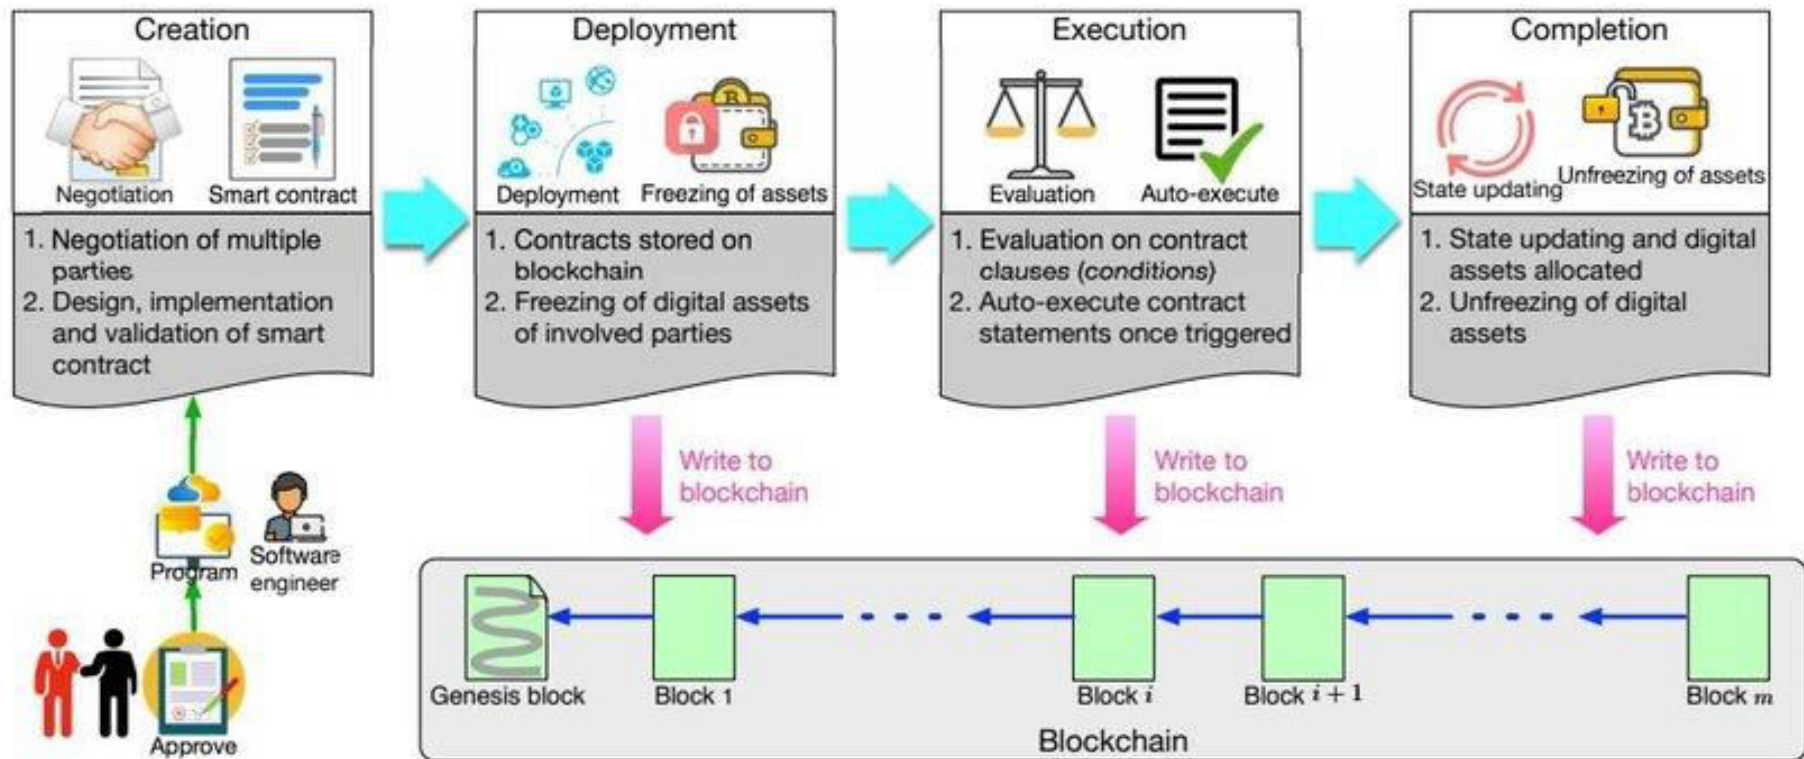 Creation
Negotiation
Smart contract
1. Negotiation of multiple
parties
2. Design, implementation
and validation of smart
contract
Deployment
Deployment
Freezing of assets
1. Contracts stored on
blockchain
2. Freezing of digital assets
of involved parties
Execution
Evaluation
Auto-execute
1. Evaluation on contract
clauses (conditions)
2. Auto-execute contract
statements once triggered
Completion
State updating
Unfreezing of assets
1. State updating and digital
assets allocated
2. Unfreezing of digital
assets
Program
Software
engineer
Approve
Write to
blockchain
Write to
blockchain
Write to
blockchain
Genesis block
Block 1
Block i
Block i + 1
Block m
Blockchain